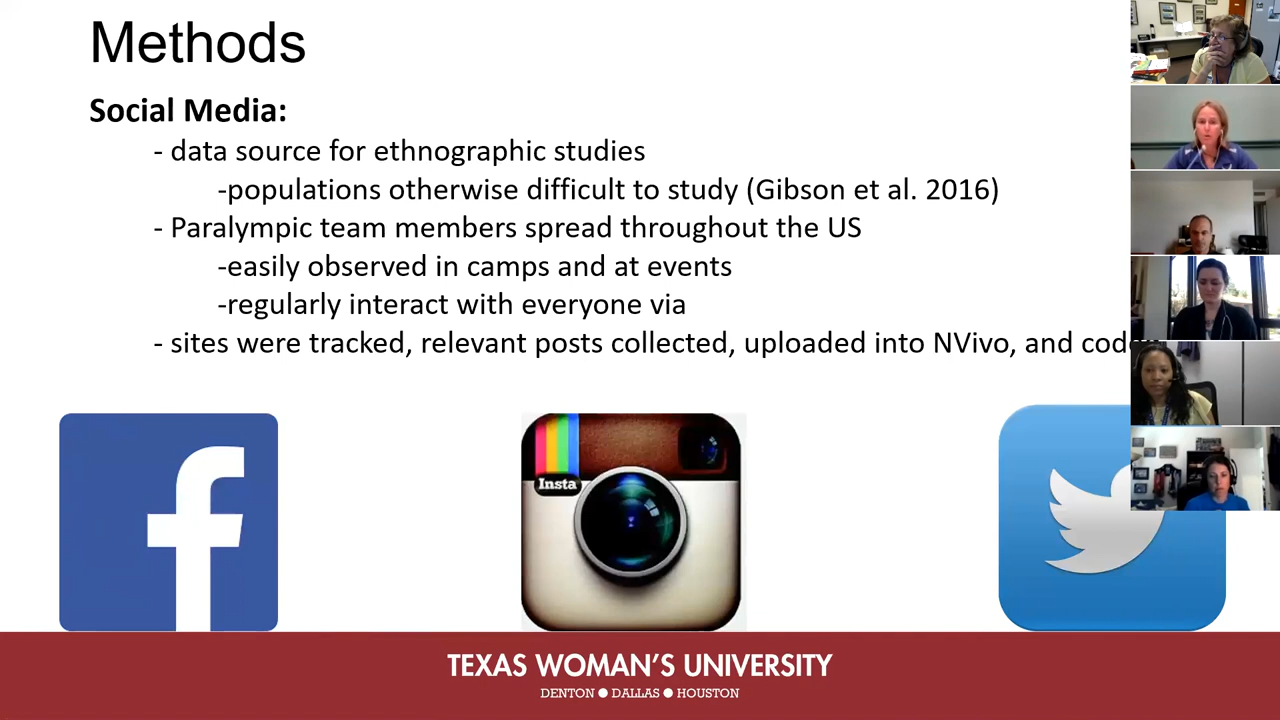 Methods
Social Media:
- data source for ethnographic studies
-populations otherwise difficult to study (Gibson et al. 2016)
- Paralympic team members spread throughout the US
-easily observed in camps and at events
-regularly interact with everyone via
- sites were tracked, relevant posts collected, uploaded into NVivo, and
Insta
TEXAS WOMAN'S UNIVERSITY
DENTON ● DALLAS ● HOUSTON